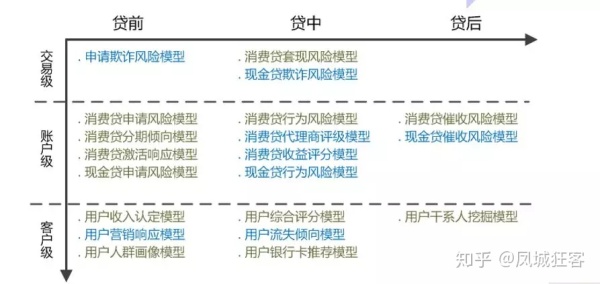 贷前 贷中 贷后
交易级
. 申请欺诈风险模型
. 消费贷套现风险模型
. 现金贷欺诈风险模型
账户级
. 消费贷申请风险模型
. 消费贷分期倾向模型
. 消费贷激活响应模型
. 现金贷申请风险模型
. 消费贷行为风险模型
. 消费贷代理商评级模型
. 消费贷收益评分模型
. 现金贷行为风险模型
. 消费贷催收风险模型
. 现金贷催收风险模型
客户级
. 用户收入认定模型
. 用户营销响应模型
. 用户人群画像模型
. 用户综合评分模型
. 用户流失倾向模型
. 用户银行卡推荐模型
. 用户干系人挖掘模型
知乎 @凤城狂客